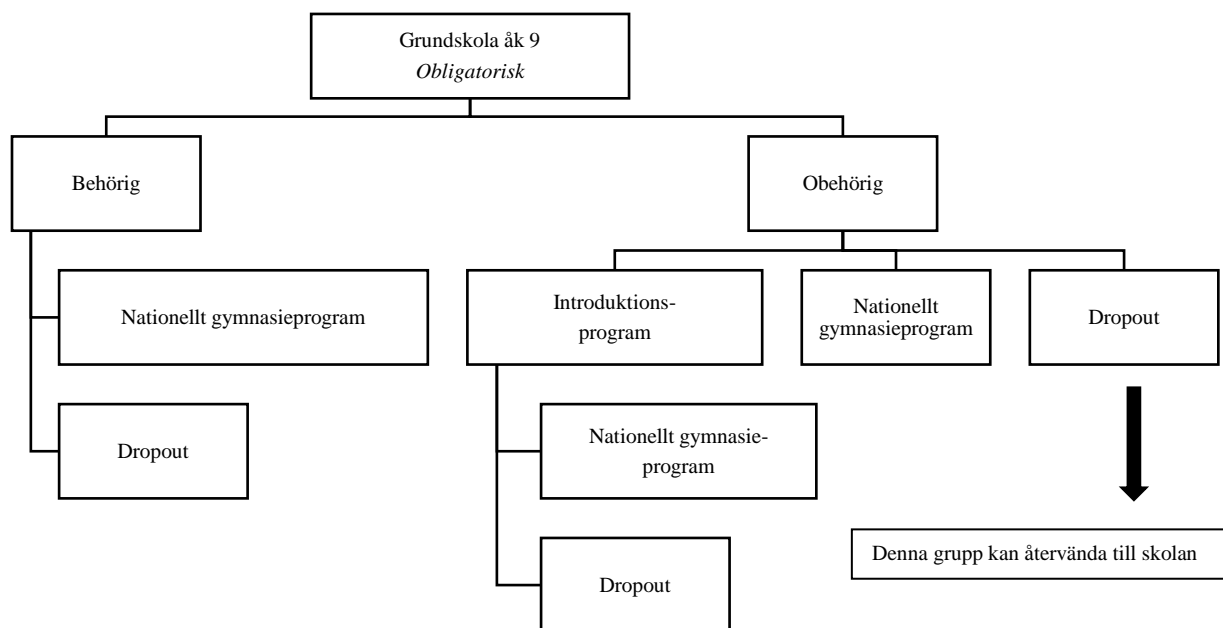 Grundskola åk 9
Obligatorisk
Behörig
Obehörig
Nationellt gymnasieprogram
Introduktions-
program
Nationellt
gymnasieprogram
Dropout
Dropout
Nationellt gymnasie-
program
Denna grupp kan återvända till skolan
Dropout